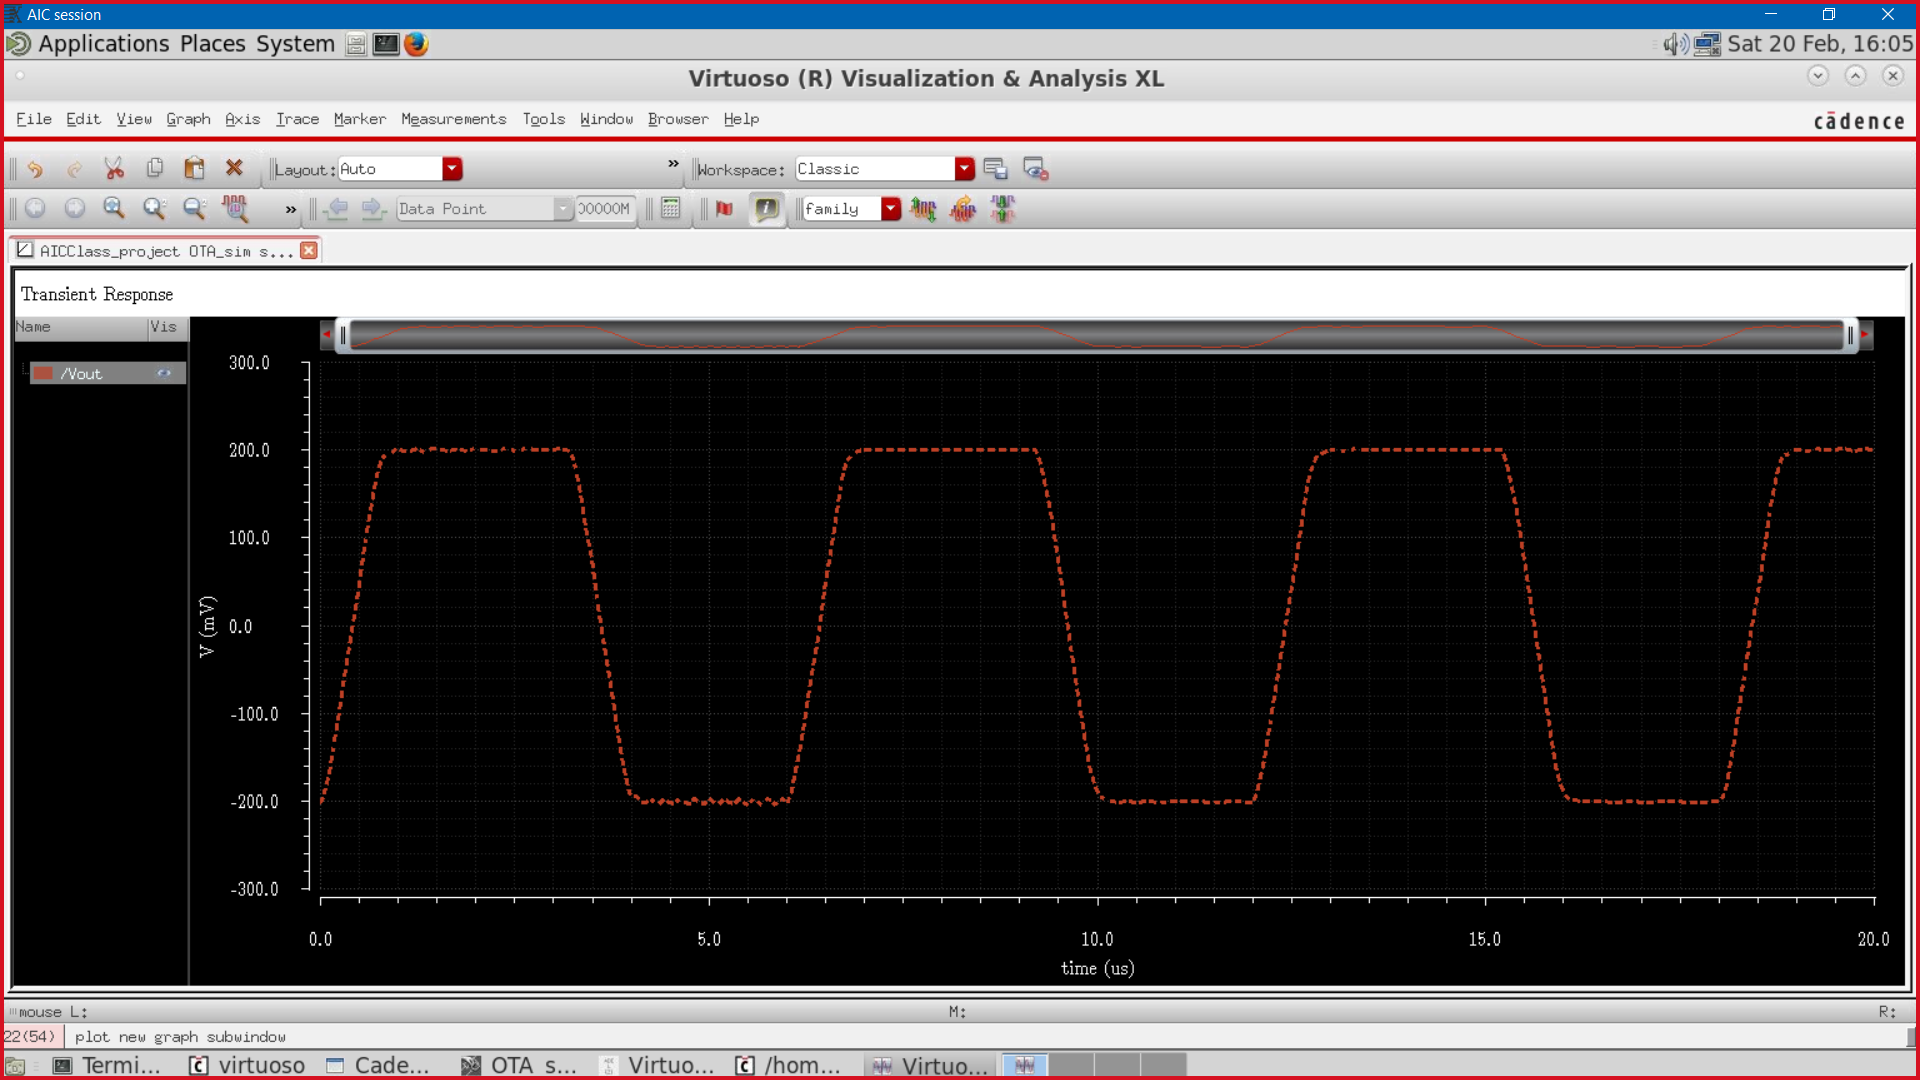 AIC session
Applications Places System
Sat 20 Feb, 16:05
Virtuoso (R) Visualization & Analysis XL
File Edit View Graph Axis Trace Marker Measurements Tools Window Browser Help
cādence
Layout: Auto
» Workspace: Classic
» Data Point
00000M
family
AICClass_project OTA_sim s...
Transient Response
Name Vis
/Vout
300.0
200.0
100.0
0.0
-100.0
-200.0
-300.0
V (mV)
0.0 5.0 10.0 15.0 20.0
time (us)
mouse L: M: R:
22(54) plot new graph subwindow
Termi... virtuoso Cade... OTA s... Virtuo... /hom... Virtuo...